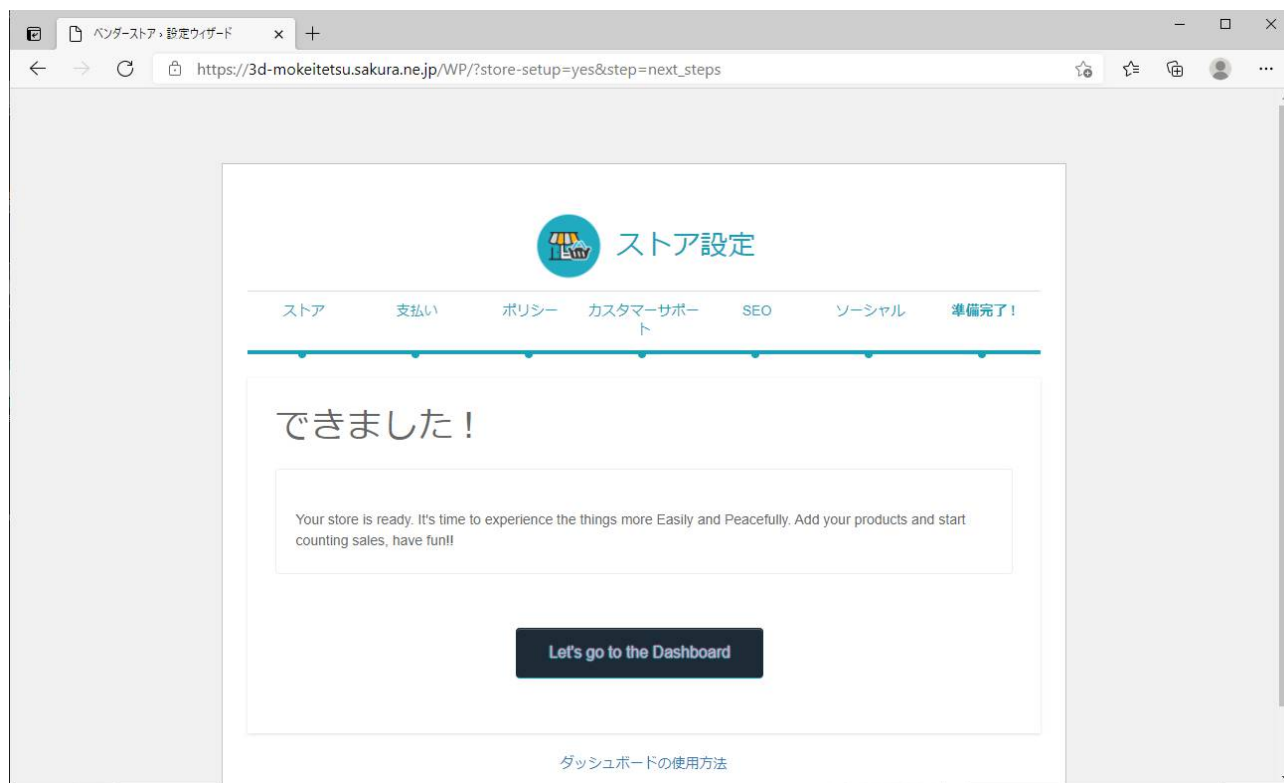 ベンダーストア › 設定ウィザード
https://3d-mokeitetsu.sakura.ne.jp/WP/?store-setup=yes&step=next_steps
ストア設定
ストア 支払い ポリシー カスタマーサポート SEO ソーシャル 準備完了！
できました！
Your store is ready. It's time to experience the things more Easily and Peacefully. Add your products and start
counting sales, have fun!!
Let's go to the Dashboard
ダッシュボードの使用方法